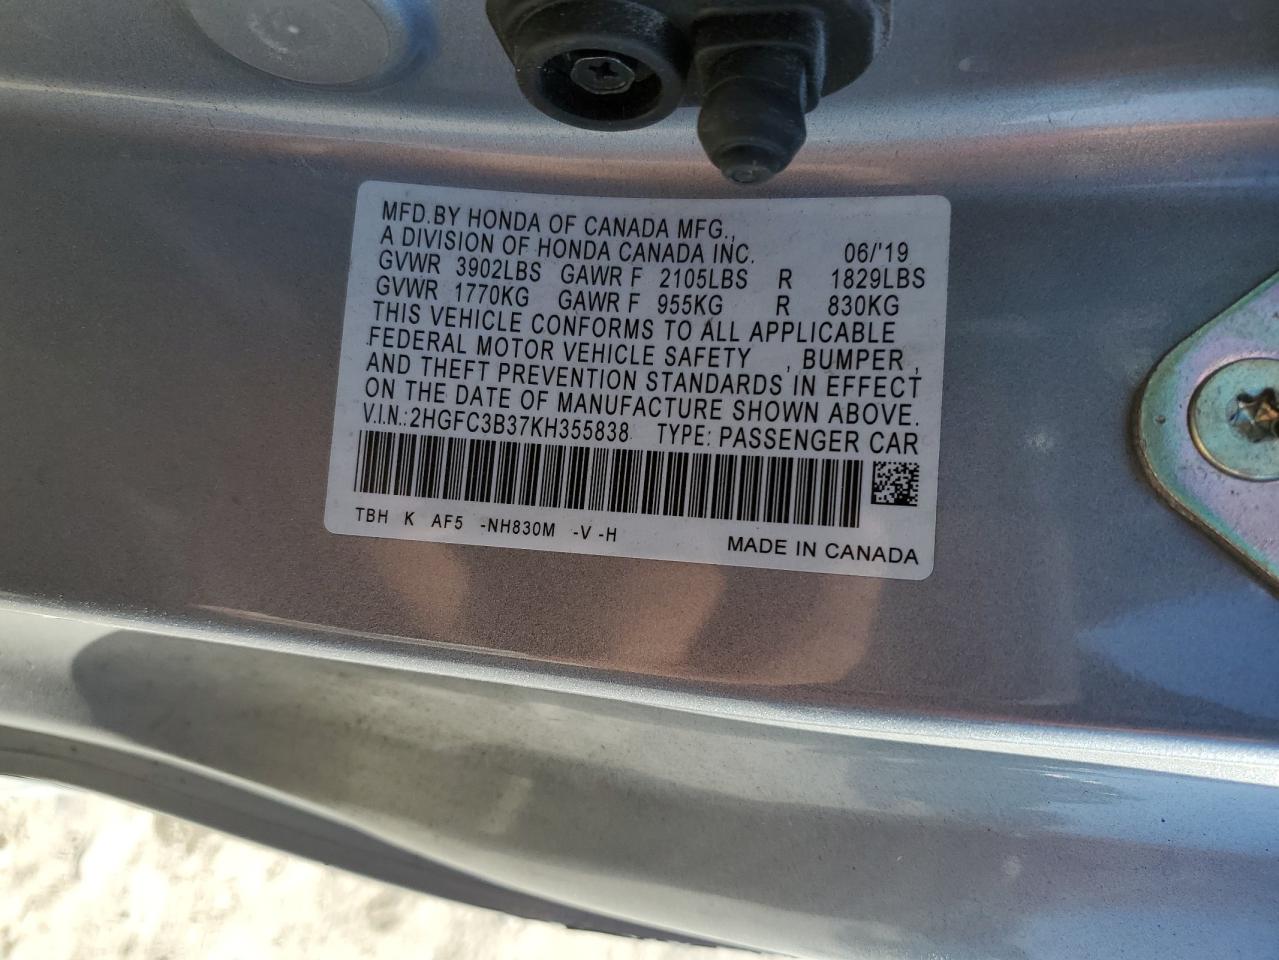 MFD.BY HONDA OF CANADA MFG.,
A DIVISION OF HONDA CANADA INC. 06/'19
GVWR 3902LBS GAWR F 2105LBS R 1829LBS
GVWR 1770KG GAWR F 955KG R 830KG
THIS VEHICLE CONFORMS TO ALL APPLICABLE
FEDERAL MOTOR VEHICLE SAFETY , BUMPER ,
AND THEFT PREVENTION STANDARDS IN EFFECT
ON THE DATE OF MANUFACTURE SHOWN ABOVE.
V.I.N.:2HGFC3B37KH355838 TYPE: PASSENGER CAR
TBH K AF5 -NH830M -V -H
MADE IN CANADA